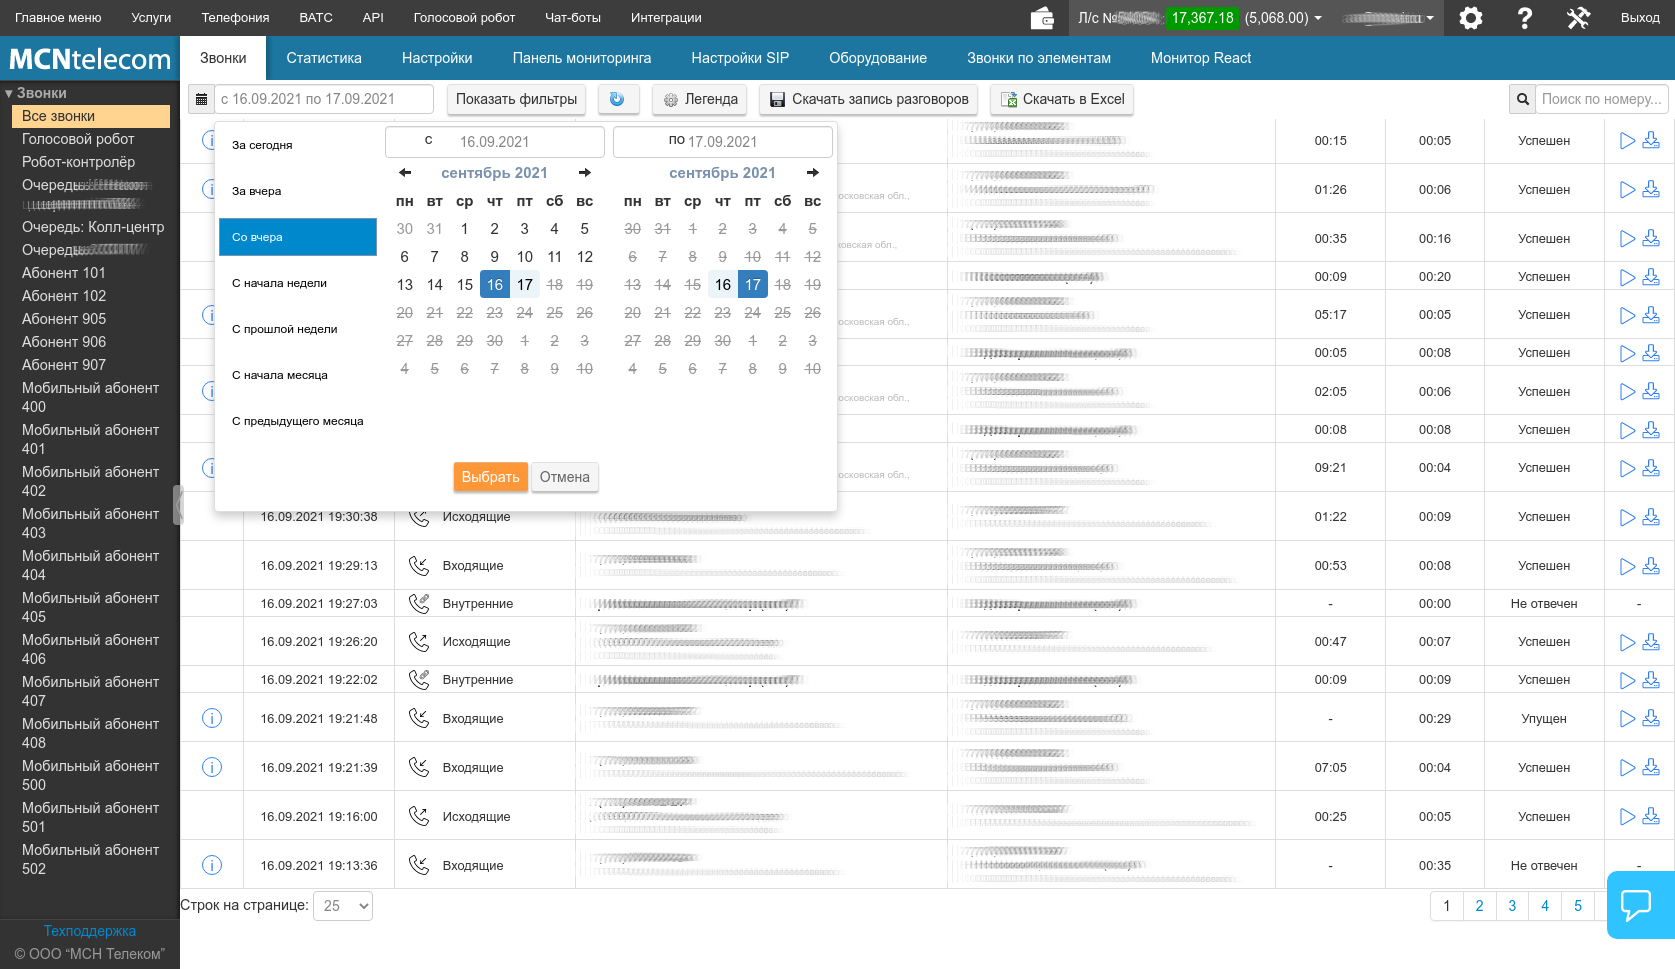 Главное меню Услуги Телефония ВАТС API Голосовой робот Чат-боты Интеграции Л/с № 17,367.18 (5,068.00) Выход
MCNtelecom Звонки Статистика Настройки Панель мониторинга Настройки SIP Оборудование Звонки по элементам Монитор React
с 16.09.2021 по 17.09.2021 Показать фильтры Легенда Скачать запись разговоров Скачать в Excel Поиск по номеру...
Звонки
Все звонки
Голосовой робот
Робот-контролёр
Очередь:
Очередь: Колл-центр
Очередь:
Абонент 101
Абонент 102
Абонент 905
Абонент 906
Абонент 907
Мобильный абонент
400
Мобильный абонент
401
Мобильный абонент
402
Мобильный абонент
403
Мобильный абонент
404
Мобильный абонент
405
Мобильный абонент
406
Мобильный абонент
407
Мобильный абонент
408
Мобильный абонент
500
Мобильный абонент
501
Мобильный абонент
502
Техподдержка
© ООО “МСН Телеком”
За сегодня
За вчера
Со вчера
С начала недели
С прошлой недели
С начала месяца
С предыдущего месяца
с 16.09.2021
сентябрь 2021
пн вт ср чт пт сб вс
30 31 1 2 3 4 5
6 7 8 9 10 11 12
13 14 15 16 17 18 19
20 21 22 23 24 25 26
27 28 29 30 1 2 3
4 5 6 7 8 9 10
по 17.09.2021
сентябрь 2021
пн вт ср чт пт сб вс
30 31 1 2 3 4 5
6 7 8 9 10 11 12
13 14 15 16 17 18 19
20 21 22 23 24 25 26
27 28 29 30 1 2 3
4 5 6 7 8 9 10
Выбрать Отмена
00:15 00:05 Успешен
01:26 00:06 Успешен
00:35 00:16 Успешен
00:09 00:20 Успешен
05:17 00:05 Успешен
00:05 00:08 Успешен
02:05 00:06 Успешен
00:08 00:08 Успешен
09:21 00:04 Успешен
16.09.2021 19:30:38 Исходящие 01:22 00:09 Успешен
16.09.2021 19:29:13 Входящие 00:53 00:08 Успешен
16.09.2021 19:27:03 Внутренние - 00:00 Не отвечен -
16.09.2021 19:26:20 Исходящие 00:47 00:07 Успешен
16.09.2021 19:22:02 Внутренние 00:09 00:09 Успешен
16.09.2021 19:21:48 Входящие - 00:29 Упущен
16.09.2021 19:21:39 Входящие 07:05 00:04 Успешен
16.09.2021 19:16:00 Исходящие 00:25 00:05 Успешен
16.09.2021 19:13:36 Входящие - 00:35 Не отвечен -
Строк на странице: 25 1 2 3 4 5